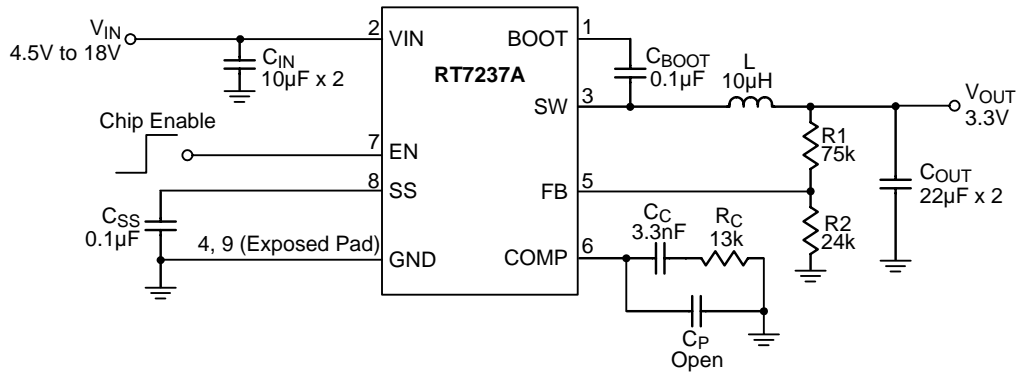 VIN
4.5V to 18V
CIN
10µF x 2
2
VIN
RT7237A
BOOT
1
CBOOT
0.1µF
SW
3
L
10µH
VOUT
3.3V
Chip Enable
7
EN
R1
75k
COUT
22µF x 2
8
SS
FB
5
CSS
0.1µF
R2
24k
4, 9 (Exposed Pad)
GND
COMP
6
CC
3.3nF
RC
13k
CP
Open